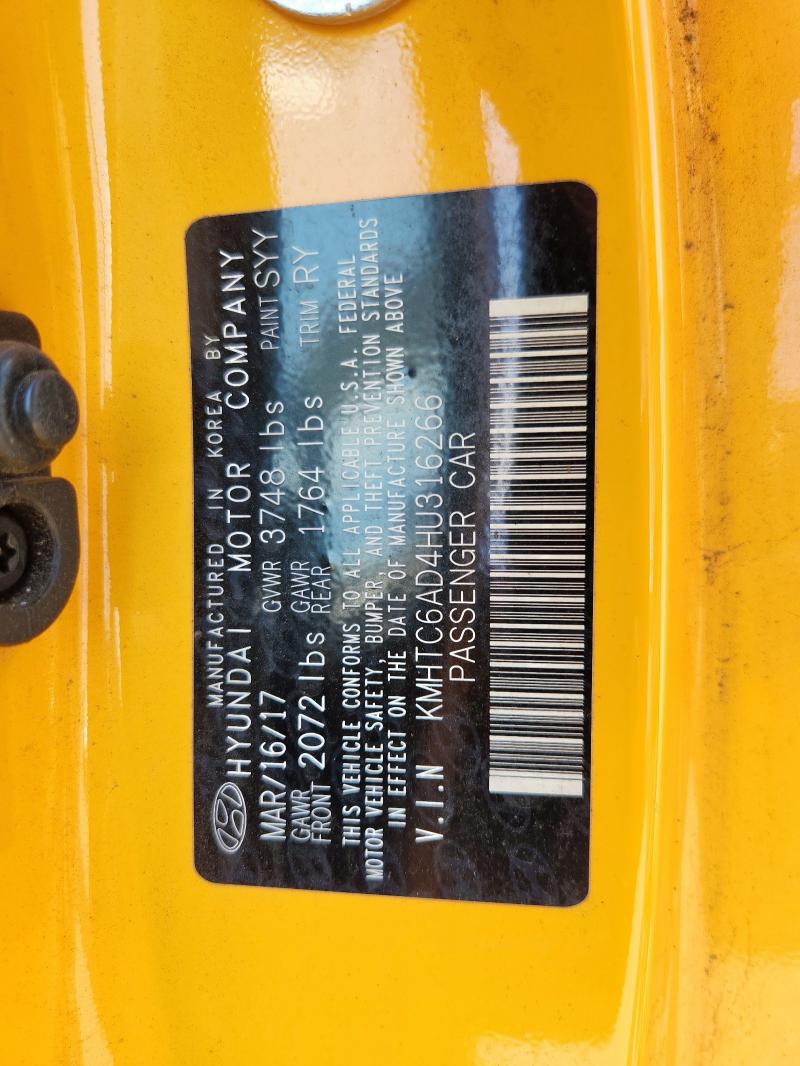 MANUFACTURED IN KOREA BY
HYUNDAI MOTOR COMPANY
MAR/16/17 GVWR 3748 lbs PAINT SYY
GAWR FRONT 2072 lbs GAWR REAR 1764 lbs TRIM RY
THIS VEHICLE CONFORMS TO ALL APPLICABLE U.S.A. FEDERAL
MOTOR VEHICLE SAFETY, BUMPER, AND THEFT PREVENTION STANDARDS
IN EFFECT ON THE DATE OF MANUFACTURE SHOWN ABOVE
V.I.N KMHTC6AD4HU316266
PASSENGER CAR